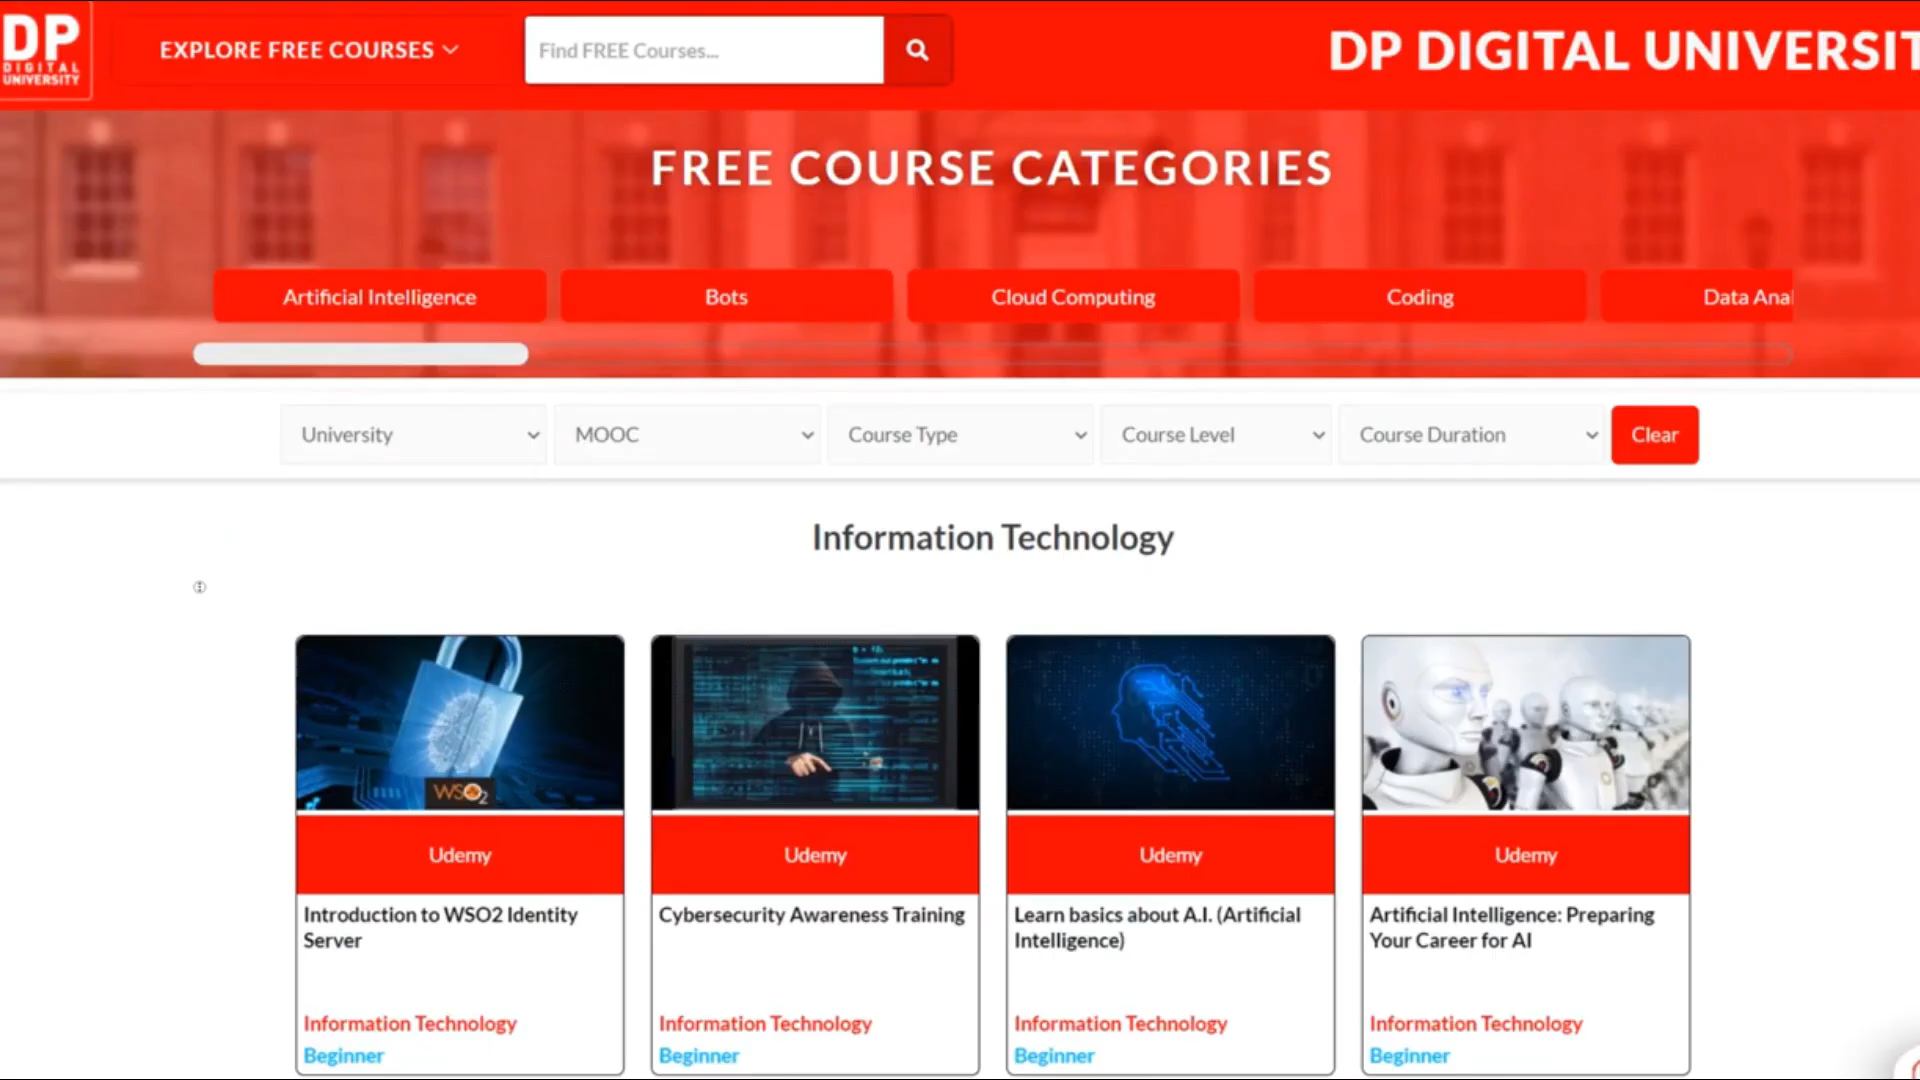 DP
DIGITAL
UNIVERSITY
EXPLORE FREE COURSES
Find FREE Courses...
DP DIGITAL UNIVERSIT
FREE COURSE CATEGORIES
Artificial Intelligence
Bots
Cloud Computing
Coding
Data Anal
University
MOOC
Course Type
Course Level
Course Duration
Clear
Information Technology
WSO2
Udemy
Udemy
Udemy
Udemy
Introduction to WSO2 Identity
Server
Cybersecurity Awareness Training
Learn basics about A.I. (Artificial
Intelligence)
Artificial Intelligence: Preparing
Your Career for AI
Information Technology
Information Technology
Information Technology
Information Technology
Beginner
Beginner
Beginner
Beginner